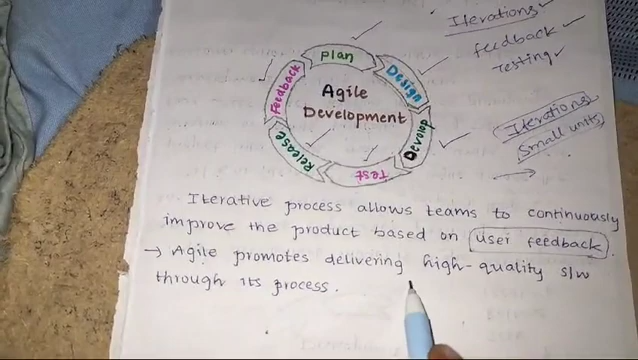 Iterations
feedback
Testing
Plan
Design
Develop
Test
Release
Feedback
Agile
Development
Iterations
Small units
Iterative process allows teams to continuously
improve the product based on user feedback.
→ Agile promotes delivering high-quality s/w
through its process.